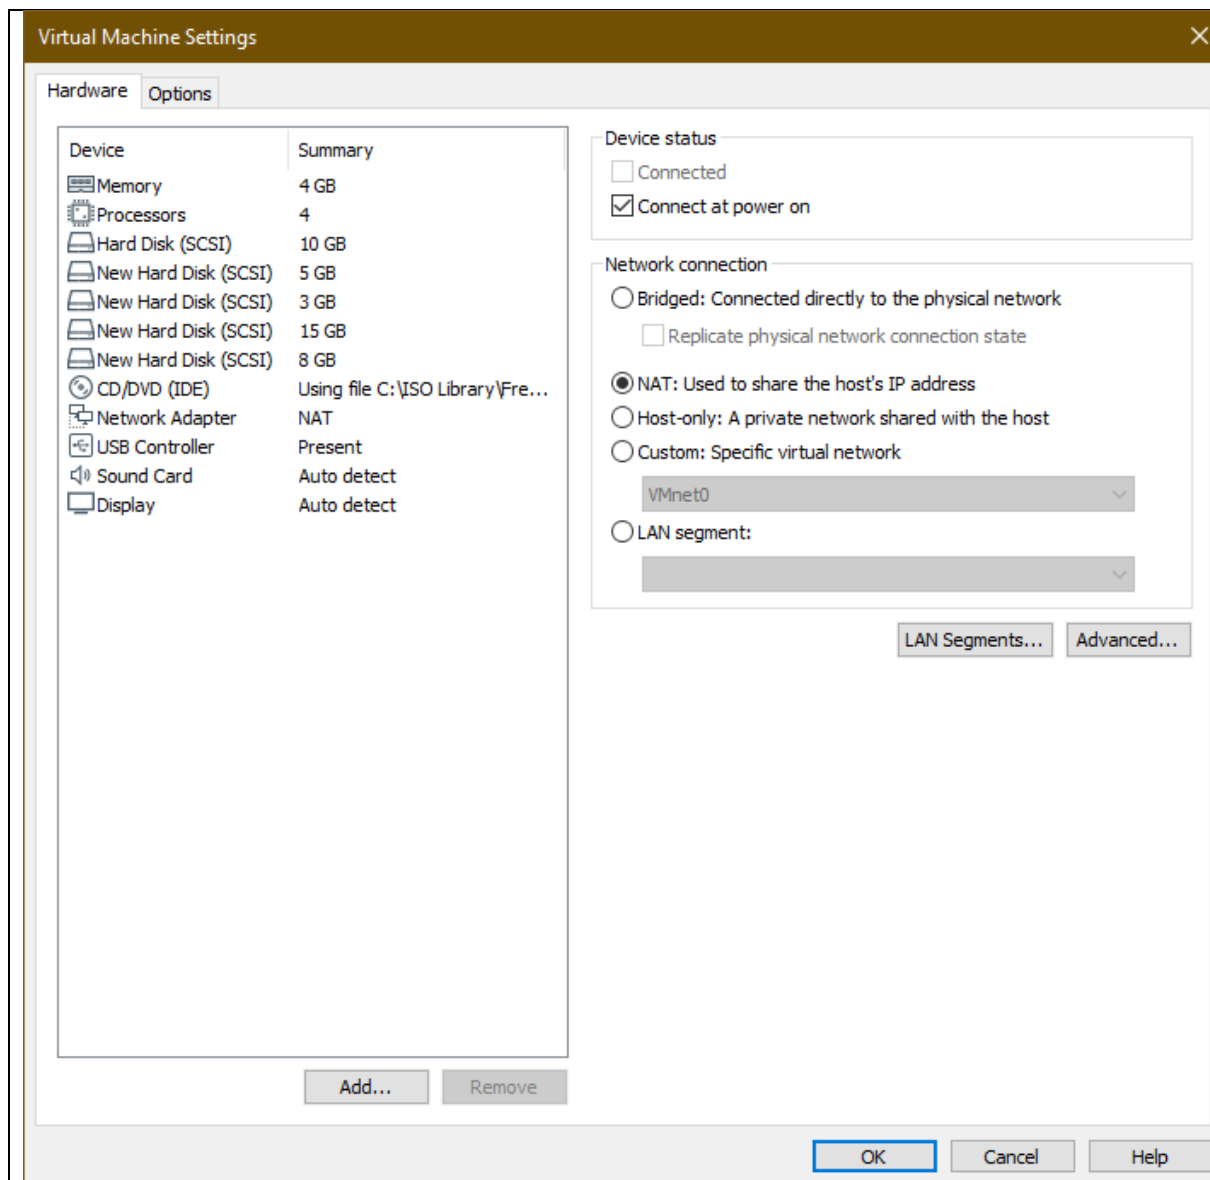 Virtual Machine Settings
Hardware
Options
Device Summary
Memory 4 GB
Processors 4
Hard Disk (SCSI) 10 GB
New Hard Disk (SCSI) 5 GB
New Hard Disk (SCSI) 3 GB
New Hard Disk (SCSI) 15 GB
New Hard Disk (SCSI) 8 GB
CD/DVD (IDE) Using file C:\ISO Library\Fre...
Network Adapter NAT
USB Controller Present
Sound Card Auto detect
Display Auto detect
Add... Remove
Device status
Connected
Connect at power on
Network connection
Bridged: Connected directly to the physical network
Replicate physical network connection state
NAT: Used to share the host's IP address
Host-only: A private network shared with the host
Custom: Specific virtual network
VMnet0
LAN segment:
LAN Segments... Advanced...
OK Cancel Help